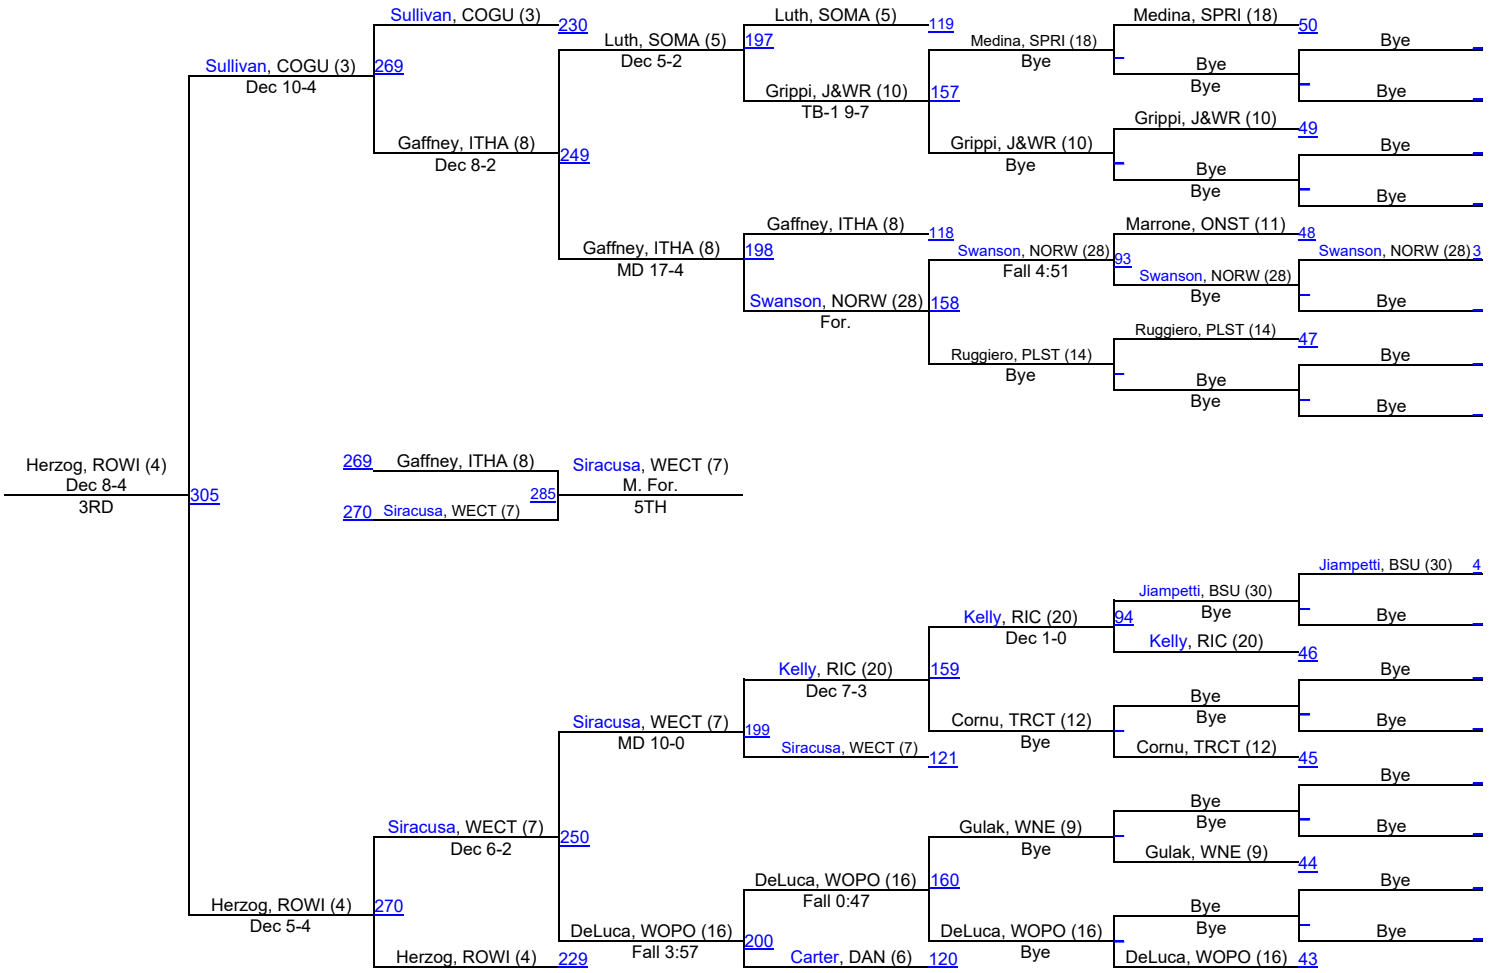 Sullivan, COGU (3)
230
Luth, SOMA (5)
119
Medina, SPRI (18)
50
Bye
Luth, SOMA (5)
197
Medina, SPRI (18)
Dec 5-2
Bye
Sullivan, COGU (3)
269
Bye
Dec 10-4
Bye
Bye
Grippi, J&WR (10)
157
TB-1 9-7
Grippi, J&WR (10)
49
Gaffney, ITHA (8)
249
Grippi, J&WR (10)
Bye
Dec 8-2
Bye
Bye
Bye
Bye
Gaffney, ITHA (8)
118
Marrone, ONST (11)
48
Gaffney, ITHA (8)
198
Swanson, NORW (28)
93
Swanson, NORW (28)
3
MD 17-4
Fall 4:51
Swanson, NORW (28)
Bye
Swanson, NORW (28)
158
Bye
For.
Ruggiero, PLST (14)
47
Ruggiero, PLST (14)
Bye
Bye
Bye
Bye
Bye
Herzog, ROWI (4)
269
Gaffney, ITHA (8)
Siracusa, WECT (7)
Dec 8-4
305
285
M. For.
3RD
270
Siracusa, WECT (7)
5TH
Jiampetti, BSU (30)
4
Jiampetti, BSU (30)
Bye
Kelly, RIC (20)
94
Bye
Dec 1-0
Kelly, RIC (20)
46
Kelly, RIC (20)
159
Bye
Dec 7-3
Bye
Bye
Siracusa, WECT (7)
199
Cornu, TRCT (12)
Bye
MD 10-0
Bye
Siracusa, WECT (7)
121
Cornu, TRCT (12)
45
Bye
Bye
Bye
Siracusa, WECT (7)
250
Gulak, WNE (9)
Bye
Dec 6-2
Bye
Gulak, WNE (9)
44
DeLuca, WOPO (16)
160
Bye
Fall 0:47
Herzog, ROWI (4)
270
Bye
Dec 5-4
Bye
DeLuca, WOPO (16)
200
DeLuca, WOPO (16)
Bye
Fall 3:57
Bye
Herzog, ROWI (4)
229
Carter, DAN (6)
120
DeLuca, WOPO (16)
43